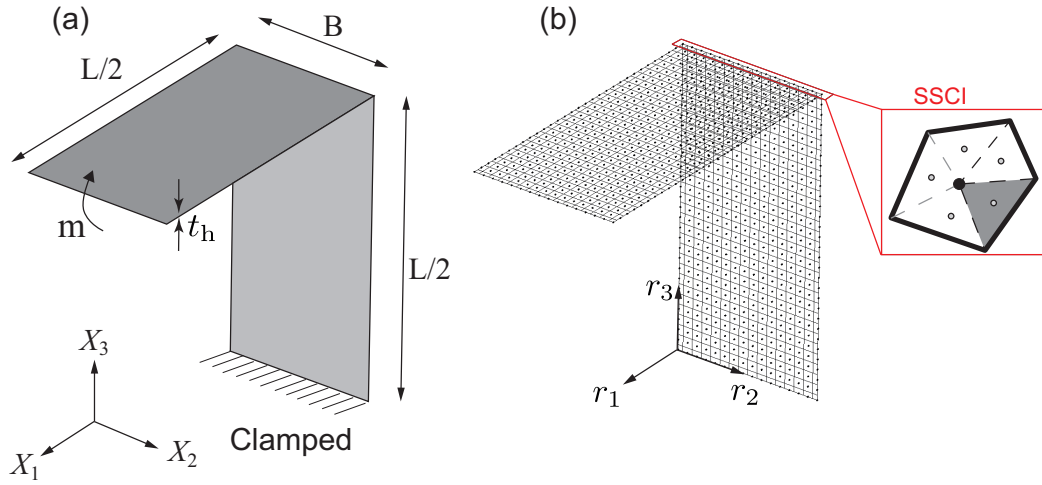 (a)
B
L/2
m
t_h
L/2
X_3
X_1
X_2
Clamped
(b)
SSCI
r_3
r_1
r_2